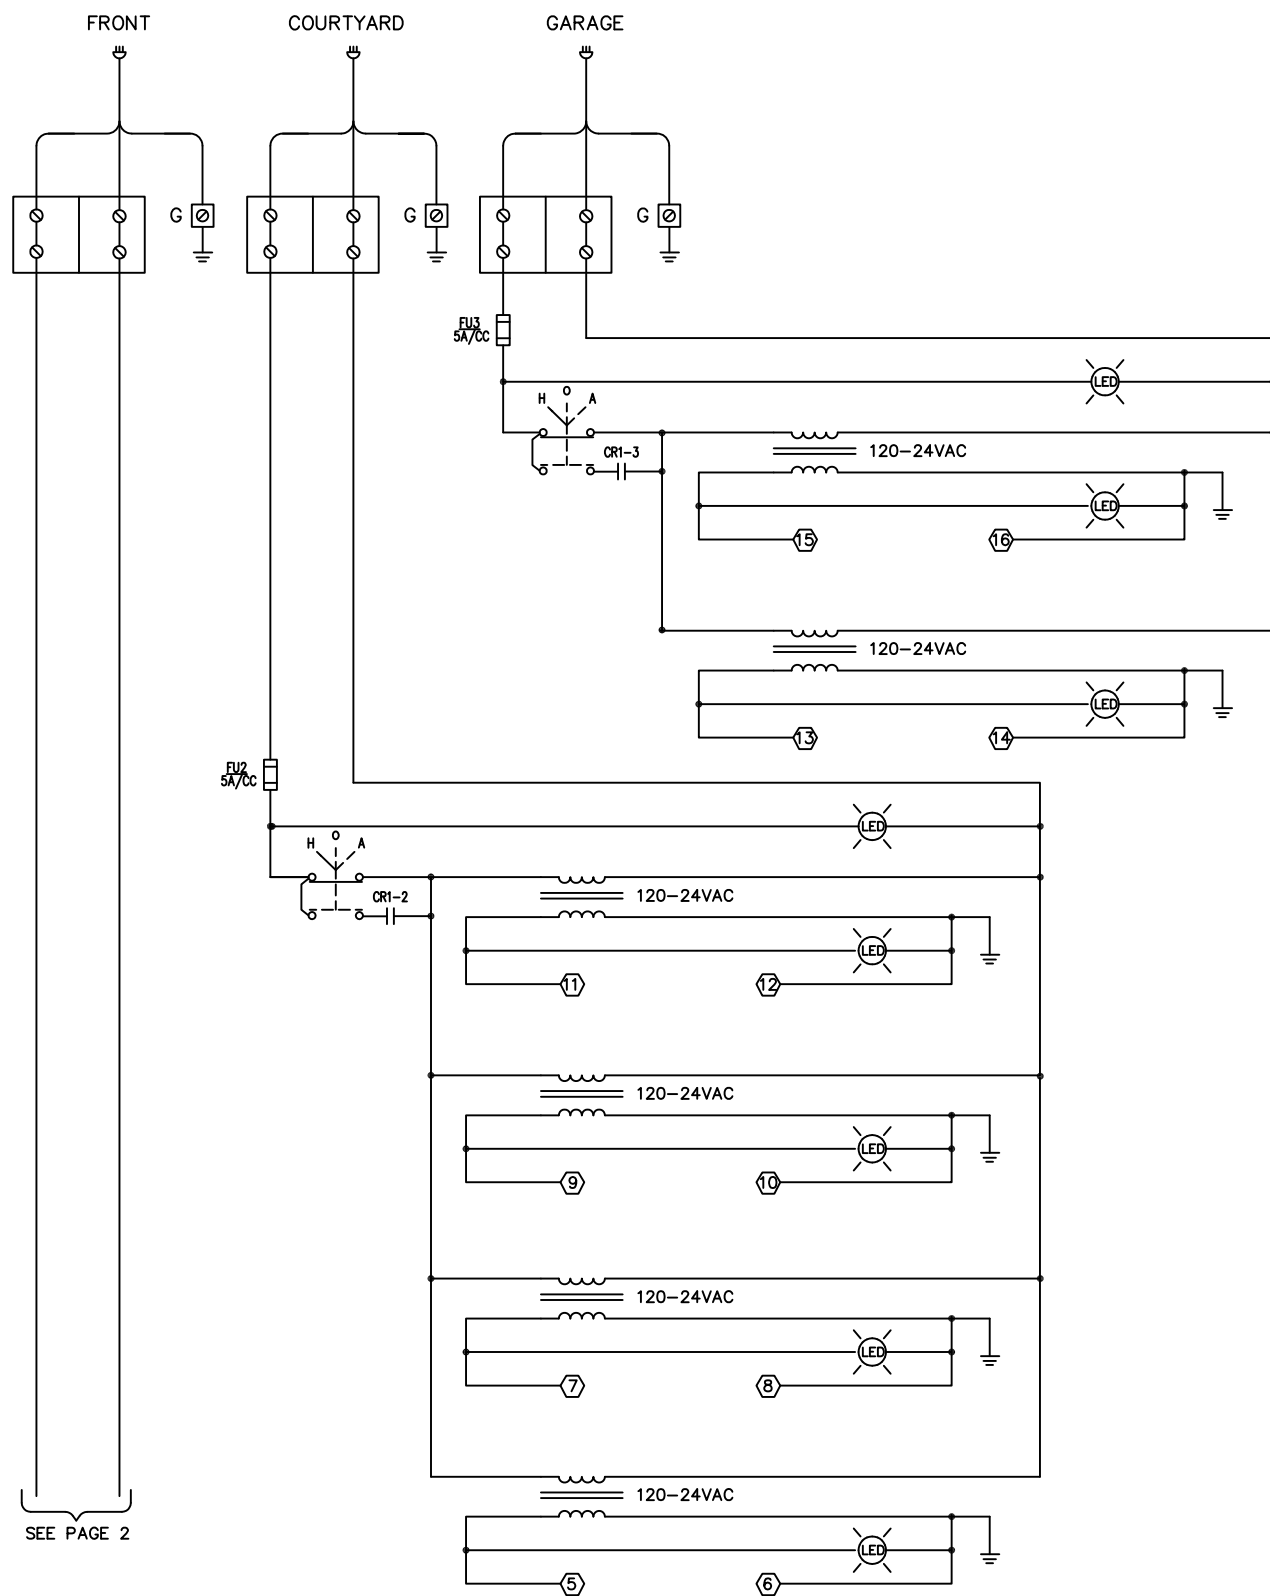 FRONT COURTYARD GARAGE
G G G
FU3
5A/CC
LED
H O A
CR1-3
120-24VAC
LED
15 16
120-24VAC
LED
13 14
FU2
5A/CC
LED
H O A
CR1-2
120-24VAC
LED
11 12
120-24VAC
LED
9 10
120-24VAC
LED
7 8
120-24VAC
SEE PAGE 2
LED
5 6